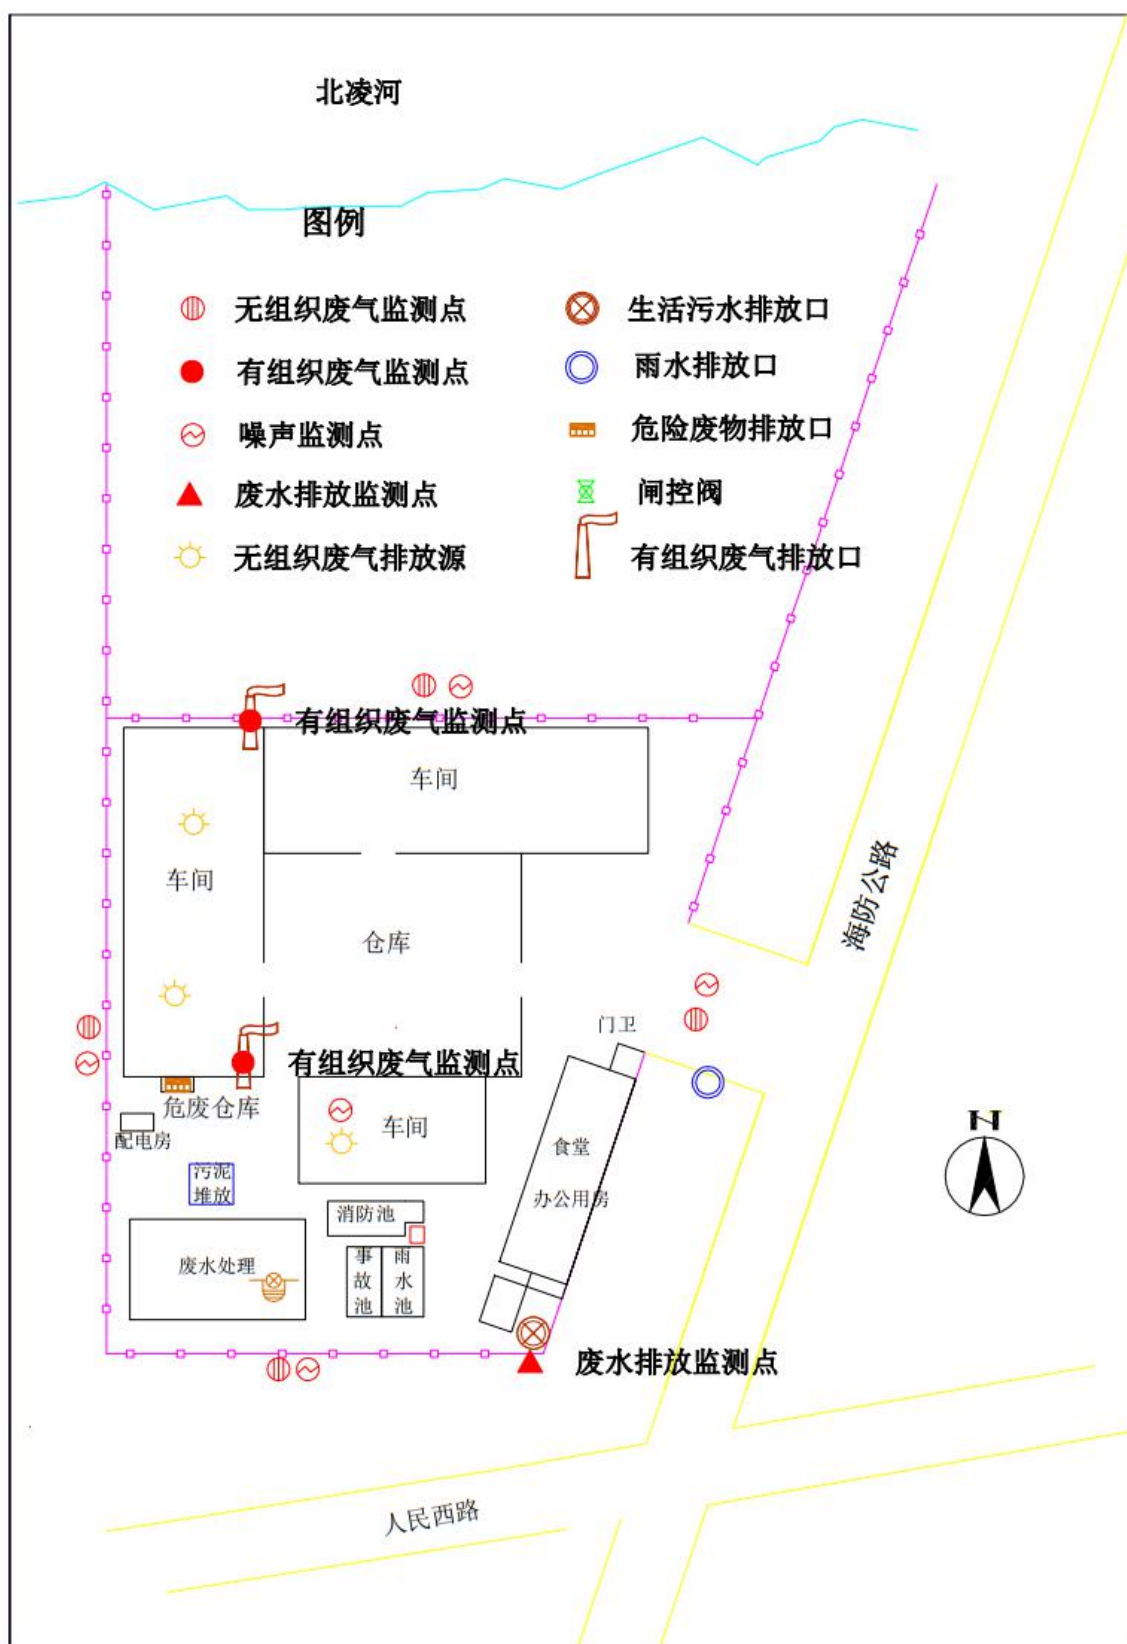 北凌河
图例
无组织废气监测点
生活污水排放口
有组织废气监测点
雨水排放口
噪声监测点
危险废物排放口
废水排放监测点
闸控阀
无组织废气排放源
有组织废气排放口
有组织废气监测点
车间
车间
海防公路
仓库
门卫
有组织废气监测点
危废仓库
车间
配电房
食堂
污泥
堆放
办公用房
消防池
废水处理
事故池
雨水池
废水排放监测点
人民西路
N